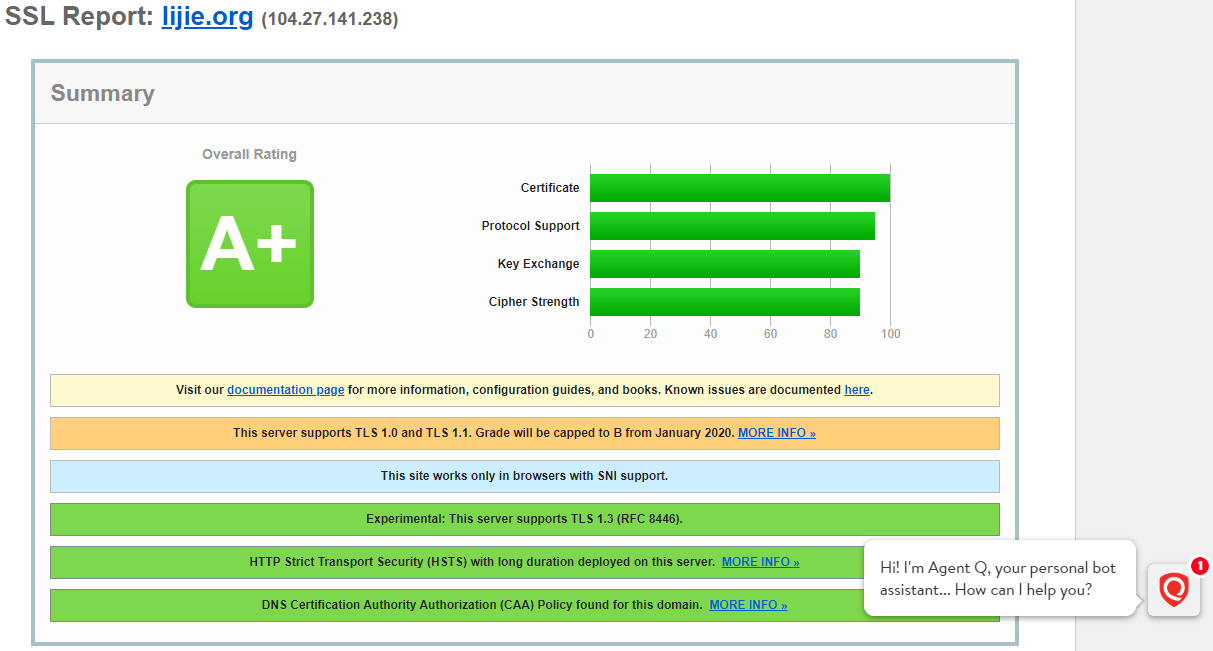 SSL Report: lijie.org (104.27.141.238)
Summary
Overall Rating
A+
Certificate
Protocol Support
Key Exchange
Cipher Strength
0 20 40 60 80 100
Visit our documentation page for more information, configuration guides, and books. Known issues are documented here.
This server supports TLS 1.0 and TLS 1.1. Grade will be capped to B from January 2020. MORE INFO »
This site works only in browsers with SNI support.
Experimental: This server supports TLS 1.3 (RFC 8446).
HTTP Strict Transport Security (HSTS) with long duration deployed on this server. MORE INFO »
DNS Certification Authority Authorization (CAA) Policy found for this domain. MORE INFO »
Hi! I'm Agent Q, your personal bot
assistant... How can I help you?
1